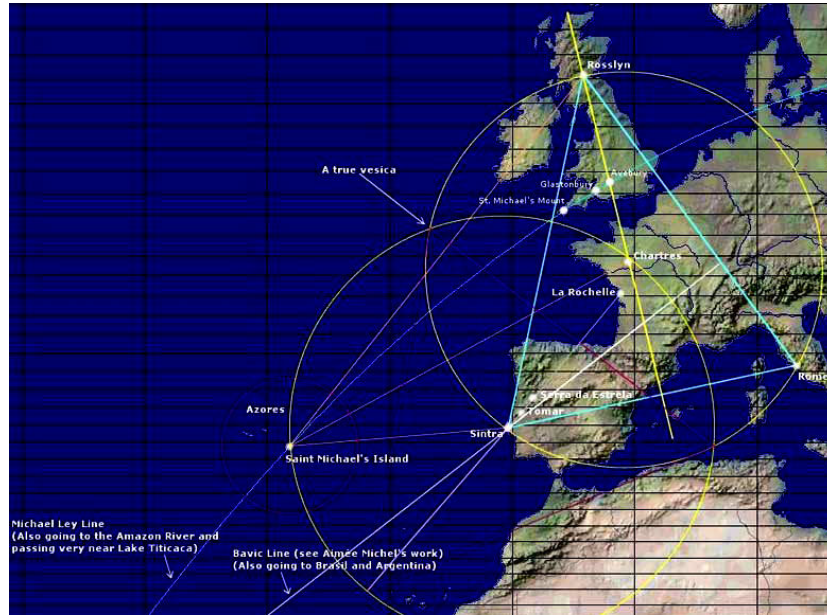 Rosslyn
A true vesica
Avebury
Glastonbury
St. Michael's Mount
Chartres
La Rochelle
Rome
Serra da Estrela
Azores
Tomar
Sintra
Saint Michael's Island
Michael Ley Line
(Also going to the Amazon River and
passing very near Lake Titicaca)
Bavic Line (see Aimée Michel's work)
(Also going to Brasil and Argentina)